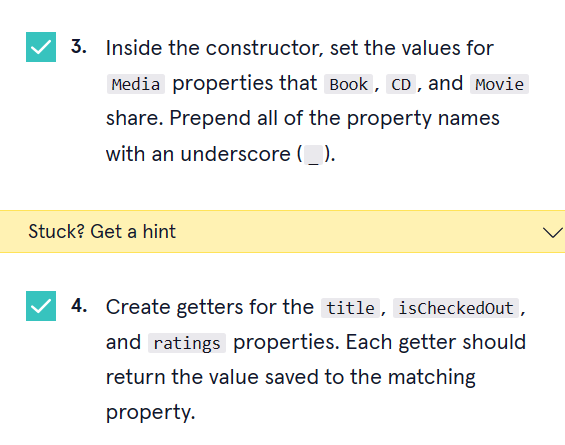 3. Inside the constructor, set the values for
Media properties that Book, CD, and Movie
share. Prepend all of the property names
with an underscore (_).
Stuck? Get a hint
4. Create getters for the title, isCheckedOut,
and ratings properties. Each getter should
return the value saved to the matching
property.